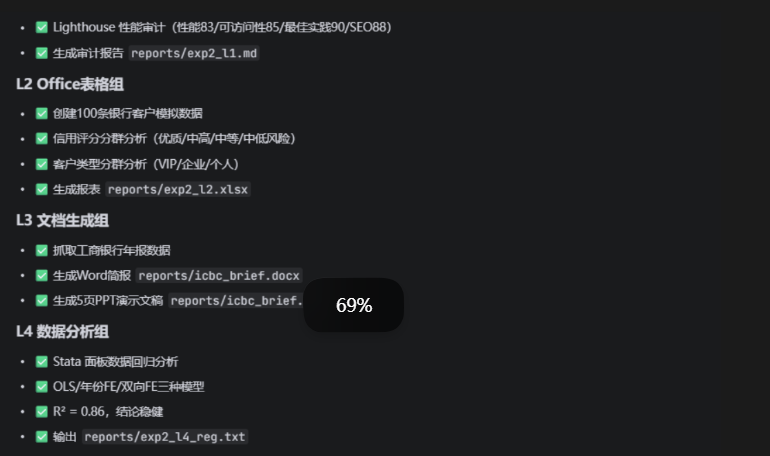 • ✅ Lighthouse 性能审计（性能83/可访问性85/最佳实践90/SEO88）
• ✅ 生成审计报告 reports/exp2_l1.md
L2 Office表格组
• ✅ 创建100条银行客户模拟数据
• ✅ 信用评分分群分析（优质/中高/中等/中低风险）
• ✅ 客户类型分群分析（VIP/企业/个人）
• ✅ 生成报表 reports/exp2_l2.xlsx
L3 文档生成组
• ✅ 抓取工商银行年报数据
• ✅ 生成Word简报 reports/icbc_brief.docx
• ✅ 生成5页PPT演示文稿 reports/icbc_brief.
69%
L4 数据分析组
• ✅ Stata 面板数据回归分析
• ✅ OLS/年份FE/双向FE三种模型
• ✅ R² = 0.86，结论稳健
• ✅ 输出 reports/exp2_l4_reg.txt